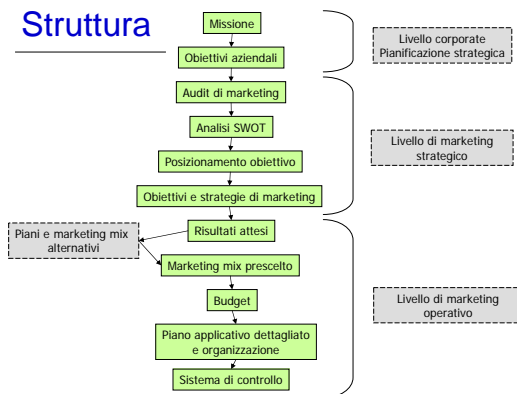 Struttura
Missione
Obiettivi aziendali
Livello corporate
Pianificazione strategica
Audit di marketing
Analisi SWOT
Posizionamento obiettivo
Obiettivi e strategie di marketing
Livello di marketing
strategico
Risultati attesi
Piani e marketing mix
alternativi
Marketing mix prescelto
Budget
Piano applicativo dettagliato
e organizzazione
Sistema di controllo
Livello di marketing
operativo